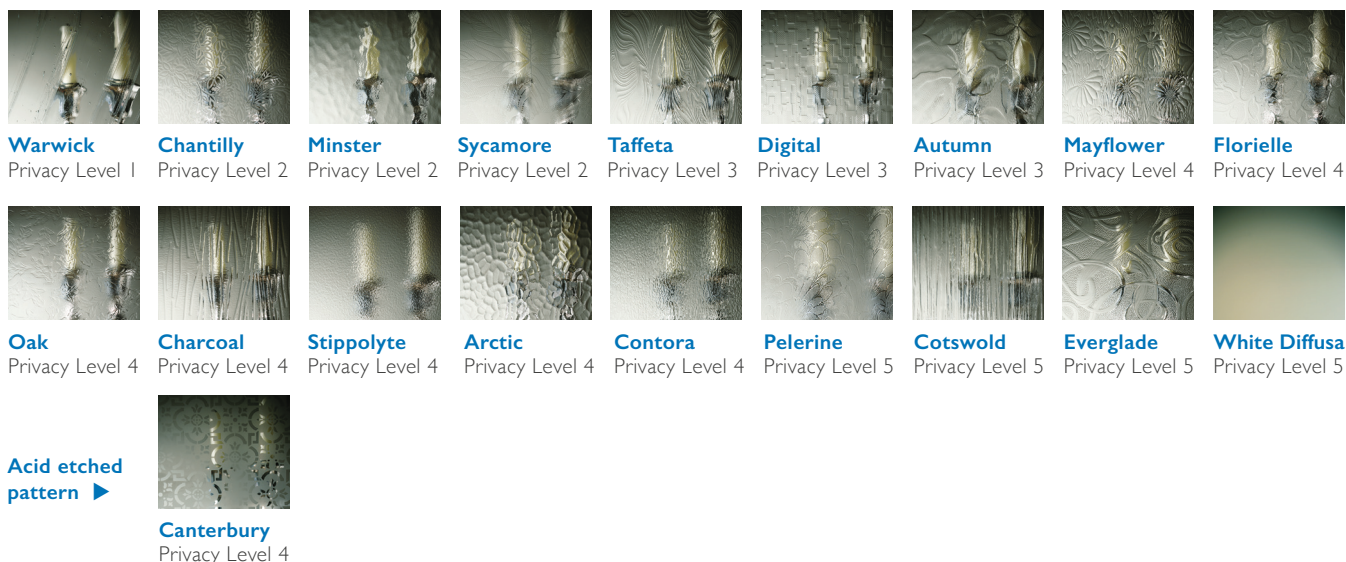 Warwick
Privacy Level 1
Chantilly
Privacy Level 2
Minster
Privacy Level 2
Sycamore
Privacy Level 2
Taffeta
Privacy Level 3
Digital
Privacy Level 3
Autumn
Privacy Level 3
Mayflower
Privacy Level 4
Florielle
Privacy Level 4
Oak
Privacy Level 4
Charcoal
Privacy Level 4
Stippolyte
Privacy Level 4
Arctic
Privacy Level 4
Contora
Privacy Level 4
Pelerine
Privacy Level 5
Cotswold
Privacy Level 5
Everglade
Privacy Level 5
White Diffusa
Privacy Level 5
Acid etched
pattern ▶
Canterbury
Privacy Level 4